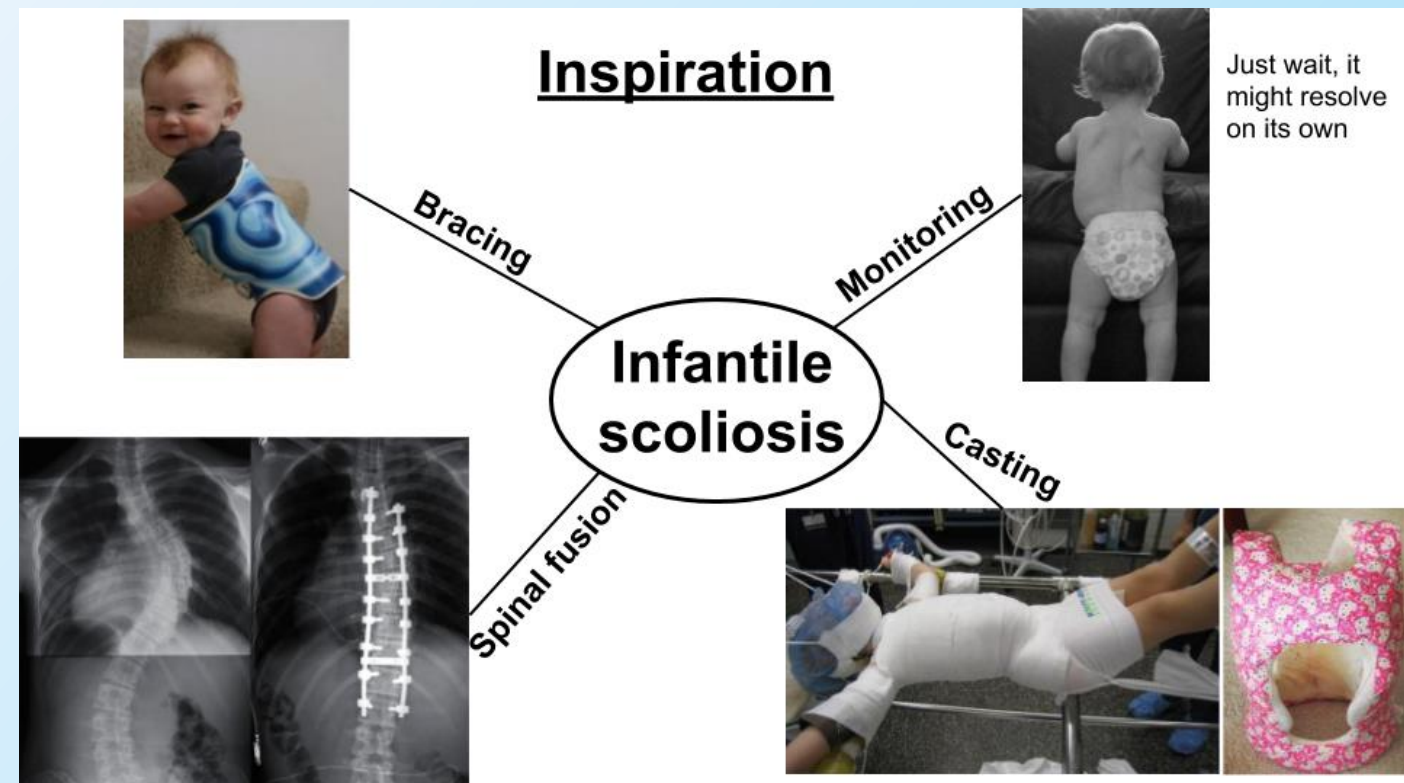 Inspiration
Just wait, it
might resolve
on its own
Bracing
Monitoring
Infantile
scoliosis
Casting
Spinal fusion